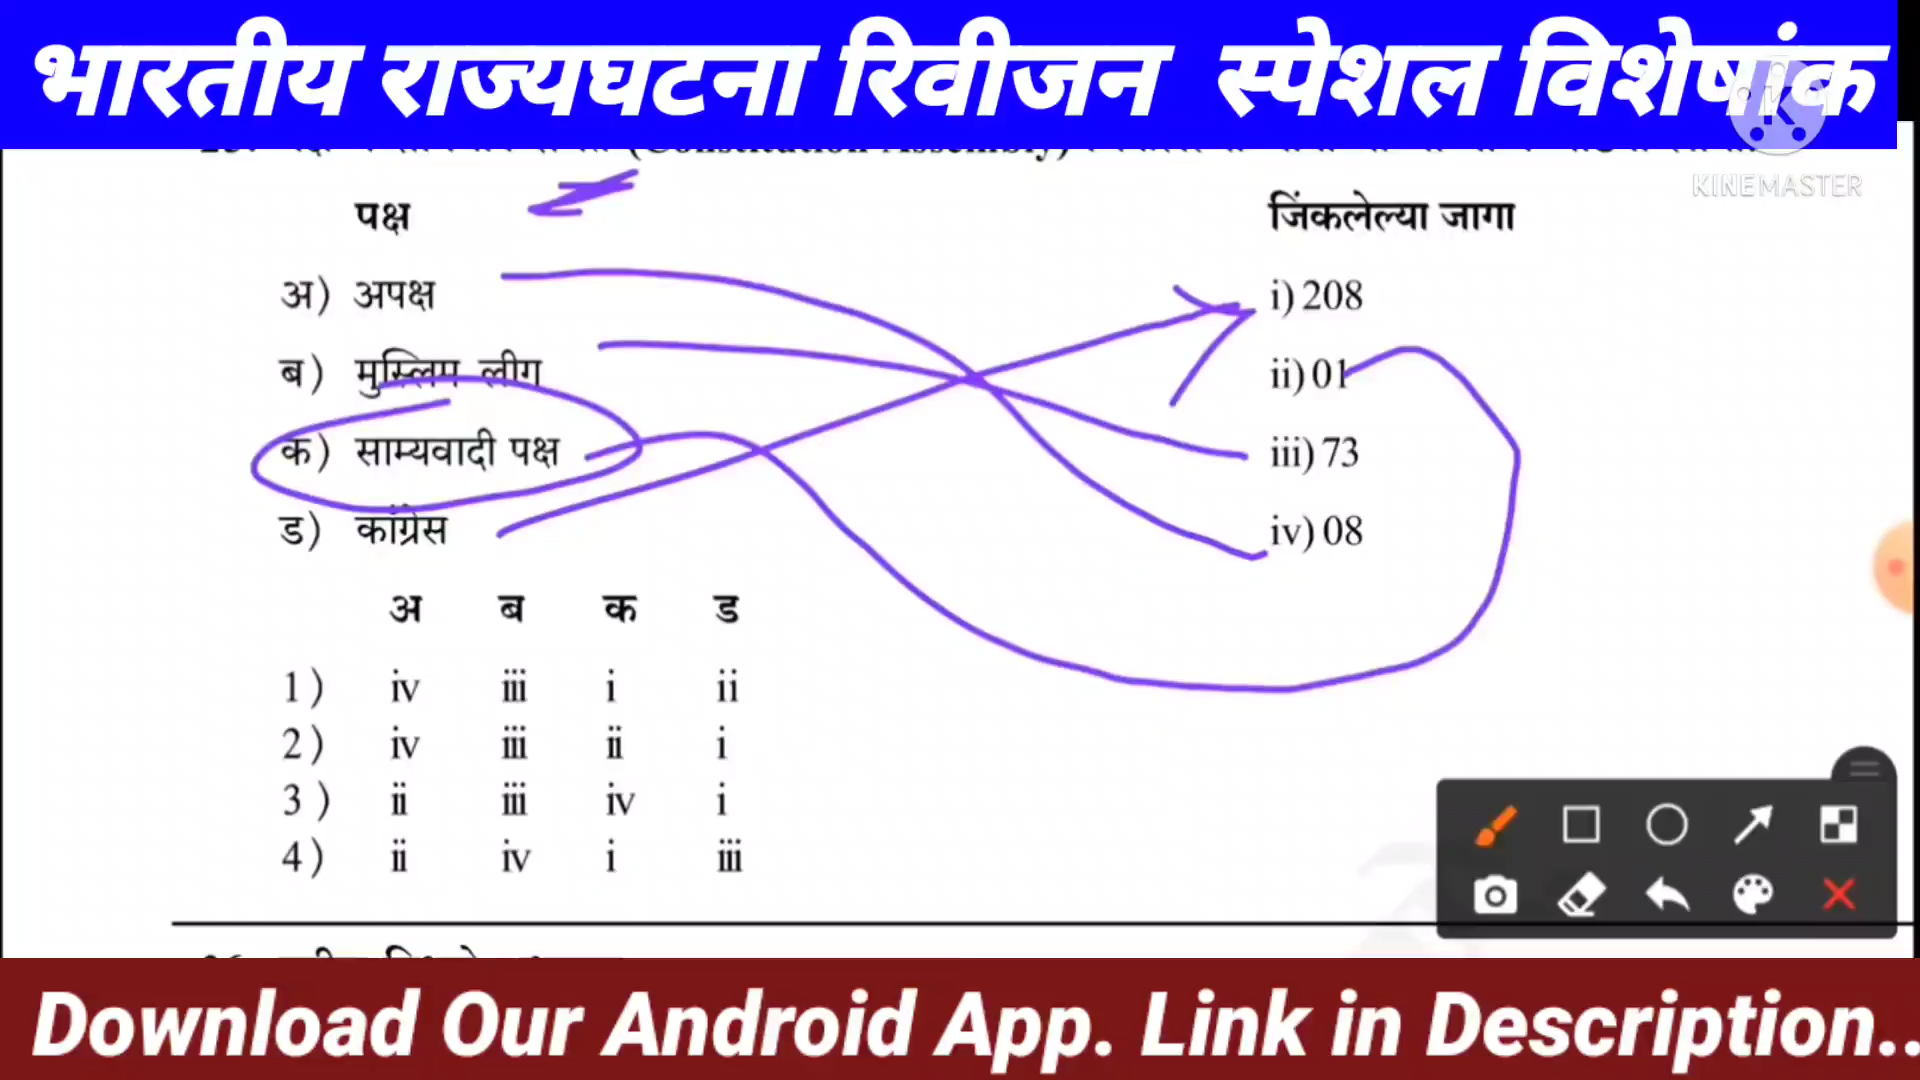 भारतीय राज्यघटना रिवीजन स्पेशल विशेषांक
KINEMASTER
(Constitution Assembly)
पक्ष जिंकलेल्या जागा
अ) अपक्ष i) 208
ब) मुस्लिम लीग ii) 01
क) साम्यवादी पक्ष iii) 73
ड) काँग्रेस iv) 08
अ ब क ड
1) iv iii i ii
2) iv iii ii i
3) ii iii iv i
4) ii iv i iii
Download Our Android App. Link in Description..